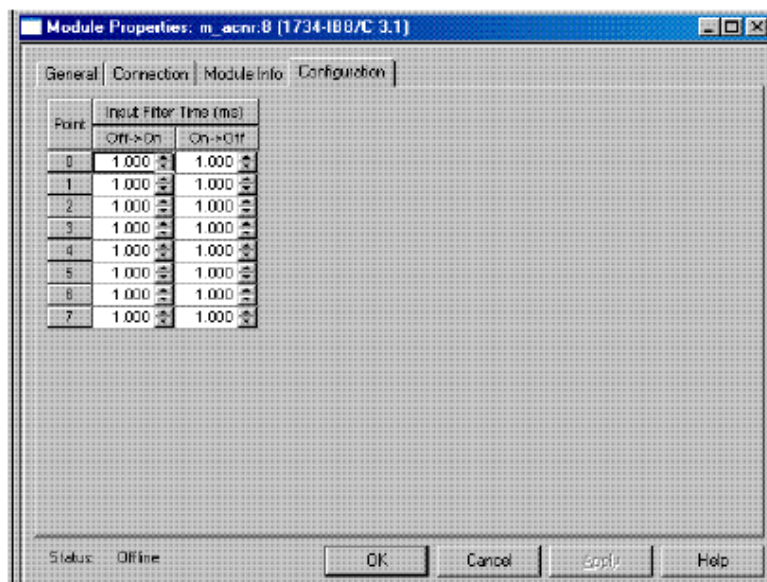 Module Properties: m_acnr:8 (1734-IB8/C 3.1)
General Connection Module Info Configuration
Point Input Filter Time (ms)
Off->On On->Off
0 1.000 1.000
1 1.000 1.000
2 1.000 1.000
3 1.000 1.000
4 1.000 1.000
5 1.000 1.000
6 1.000 1.000
7 1.000 1.000
Status: Offline OK Cancel Apply Help